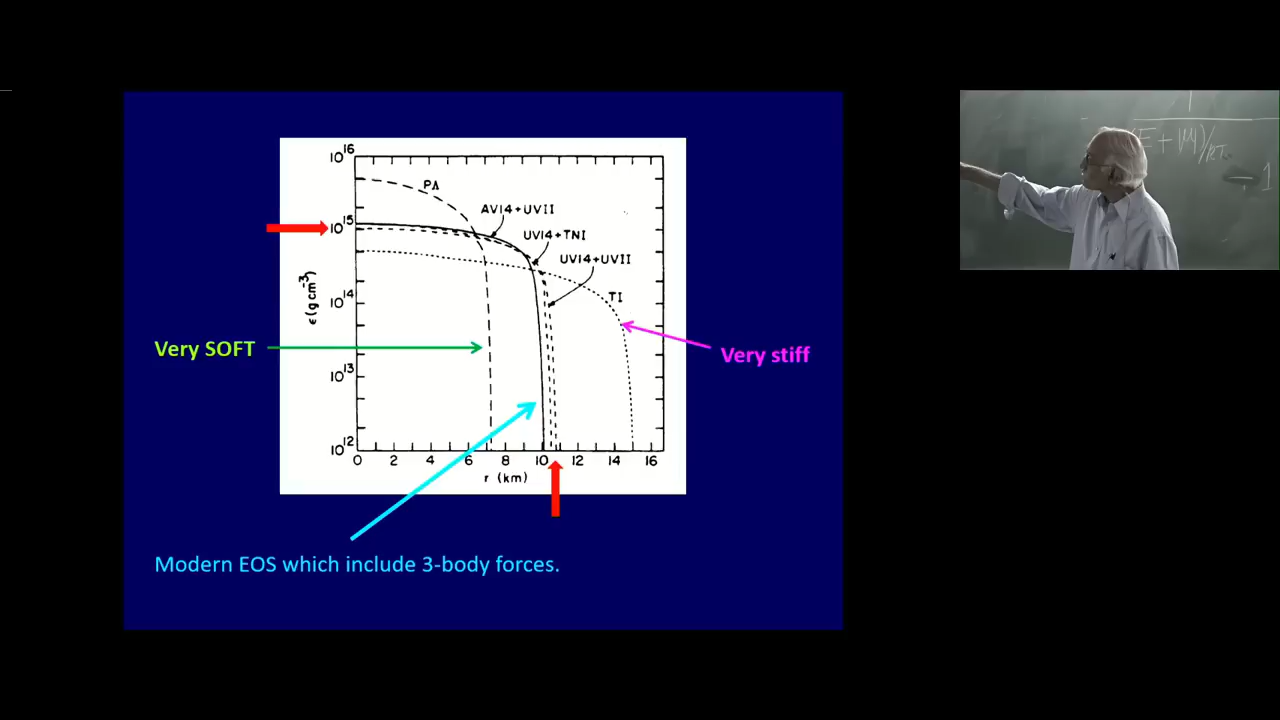 10^16
PA
AV14+UVII
10^15
UV14+TNI
UV14+UVII
ε(g cm^-3)
10^14
TI
Very SOFT
Very stiff
10^13
10^12
0 2 4 6 8 10 12 14 16
r (km)
Modern EOS which include 3-body forces.
1
(E+